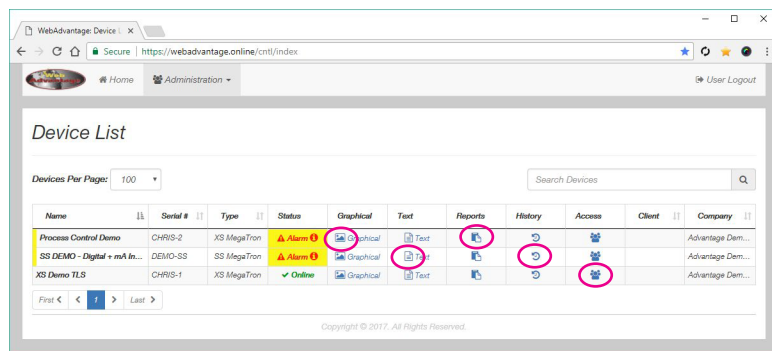 WebAdvantage: Device L
Secure | https://webadvantage.online/cntl/index
Home Administration User Logout
Device List
Devices Per Page: 100 Search Devices
Name Serial # Type Status Graphical Text Reports History Access Client Company
Process Control Demo CHRIS-2 XS MegaTron Alarm Graphical Text Advantage Dem...
SS DEMO - Digital + mA In... DEMO-SS SS MegaTron Alarm Graphical Text Advantage Dem...
XS Demo TLS CHRIS-1 XS MegaTron Online Graphical Text Advantage Dem...
First 1 Last
Copyright © 2017. All Rights Reserved.